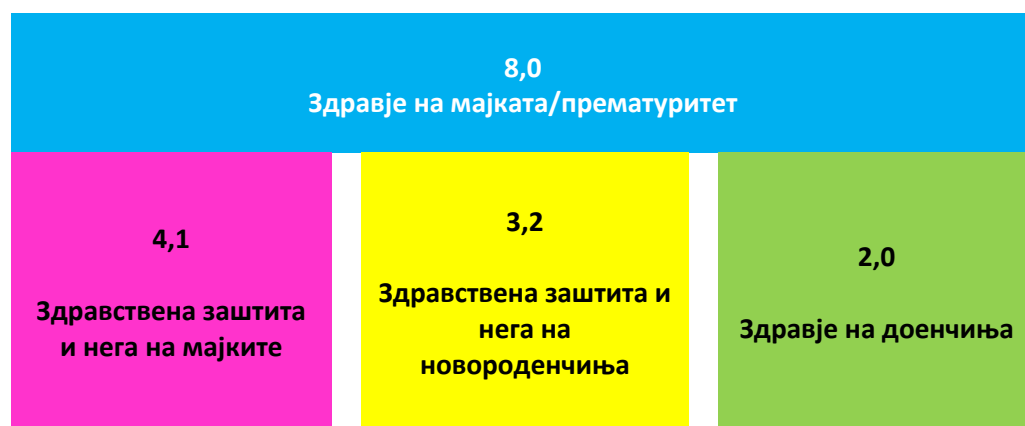 8,0
Здравје на мајката/прематуритет
4,1
Здравствена заштита
и нега на мајките
3,2
Здравствена заштита и
нега на
новороденчиња
2,0
Здравје на доенчиња